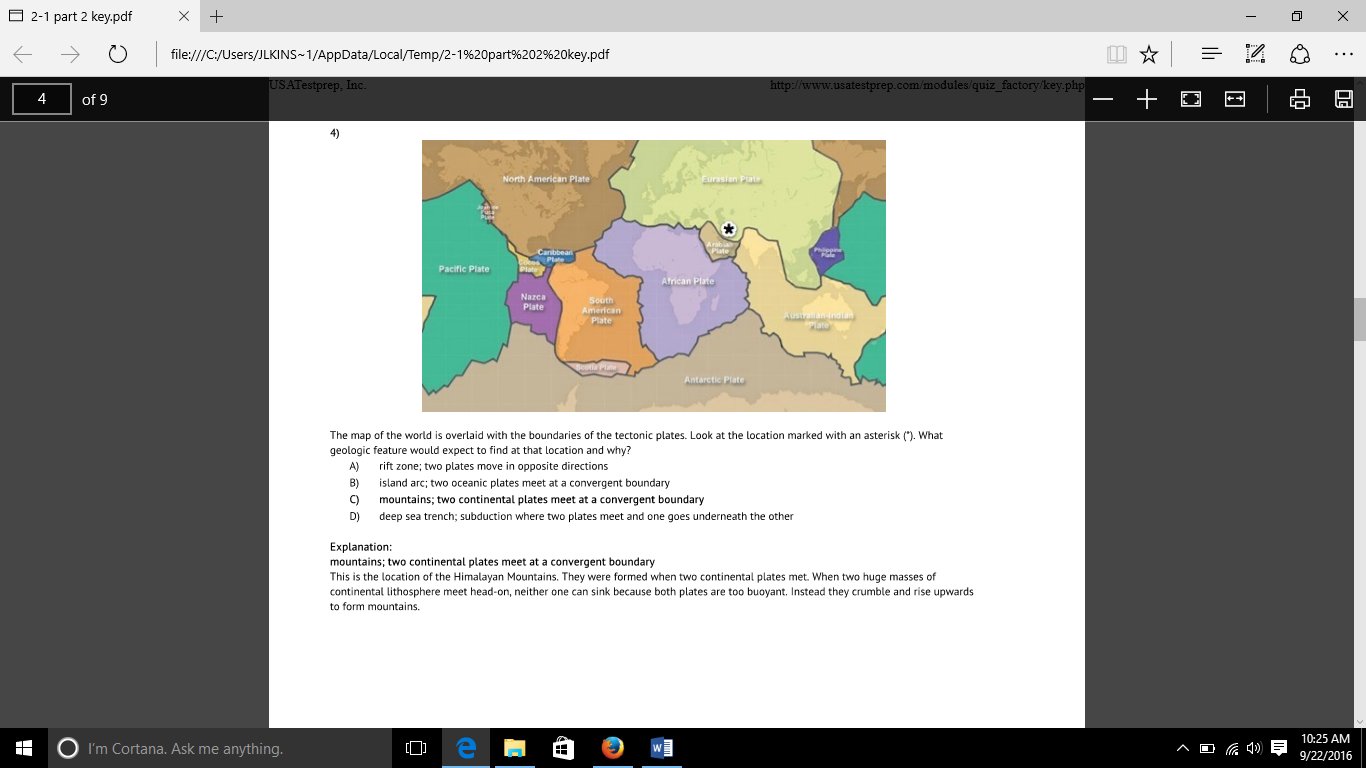 2-1 part 2 key.pdf
file:///C:/Users/JLKINS~1/AppData/Local/Temp/2-1%20part%202%20key.pdf
4 of 9
USATestprep, Inc. http://www.usatestprep.com/modules/quiz_factory/key.php
4)
North American Plate
Eurasian Plate
Juan de
Fuca
Plate
Caribbean
Plate
Cocos
Plate
Arabian
Plate
Philippine
Plate
Pacific Plate
African Plate
Nazca
Plate
South
American
Plate
Australian-Indian
Plate
Scotia Plate
Antarctic Plate
The map of the world is overlaid with the boundaries of the tectonic plates. Look at the location marked with an asterisk (*). What
geologic feature would expect to find at that location and why?
A) rift zone; two plates move in opposite directions
B) island arc; two oceanic plates meet at a convergent boundary
C) mountains; two continental plates meet at a convergent boundary
D) deep sea trench; subduction where two plates meet and one goes underneath the other
Explanation:
mountains; two continental plates meet at a convergent boundary
This is the location of the Himalayan Mountains. They were formed when two continental plates met. When two huge masses of
continental lithosphere meet head-on, neither one can sink because both plates are too buoyant. Instead they crumble and rise upwards
to form mountains.
I'm Cortana. Ask me anything.
10:25 AM
9/22/2016